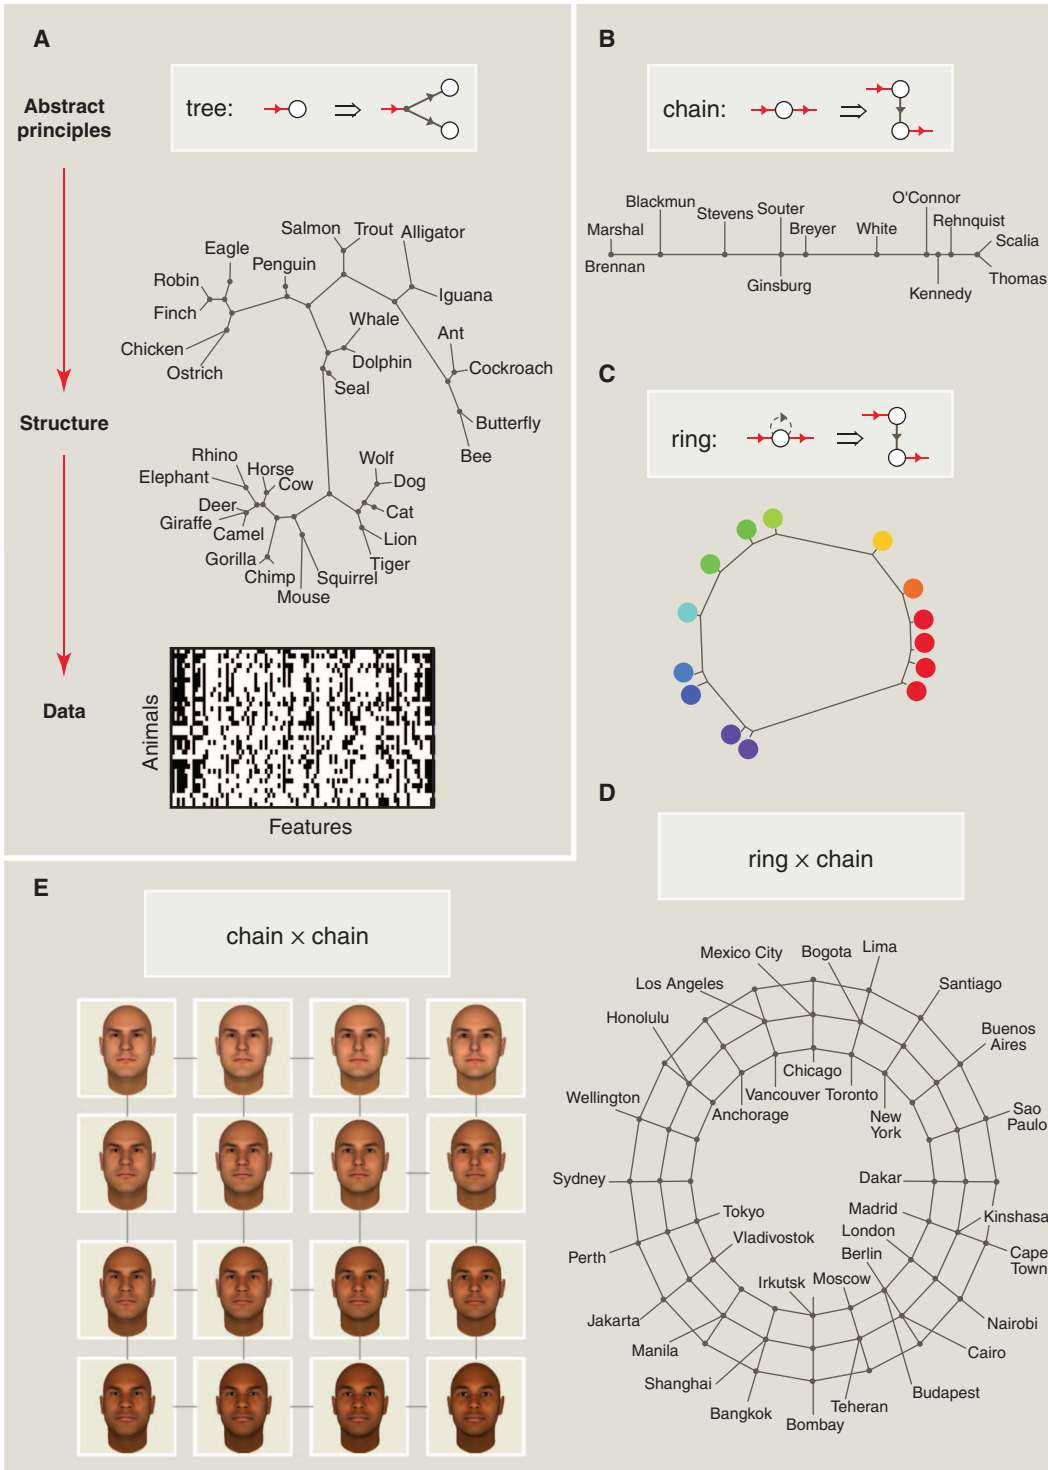 A
Abstract
principles
tree:
Salmon
Trout
Alligator
Eagle
Penguin
Robin
Iguana
Finch
Whale
Ant
Chicken
Dolphin
Cockroach
Ostrich
Seal
Structure
Butterfly
Bee
Rhino
Wolf
Elephant
Horse
Cow
Dog
Deer
Cat
Giraffe
Camel
Lion
Gorilla
Tiger
Chimp
Squirrel
Mouse
Data
Animals
Features
B
chain:
Blackmun
O'Connor
Stevens
Souter
Rehnquist
Marshal
Breyer
White
Scalia
Brennan
Ginsburg
Kennedy
Thomas
C
ring:
D
ring × chain
Mexico City
Bogota
Lima
Los Angeles
Santiago
Honolulu
Buenos
Aires
Chicago
Wellington
Vancouver
Toronto
Anchorage
New
York
Sao
Paulo
Sydney
Dakar
Tokyo
Madrid
Kinshasa
Vladivostok
London
Perth
Berlin
Cape
Town
Irkutsk
Moscow
Jakarta
Nairobi
Manila
Cairo
Shanghai
Budapest
Bangkok
Teheran
Bombay
E
chain × chain